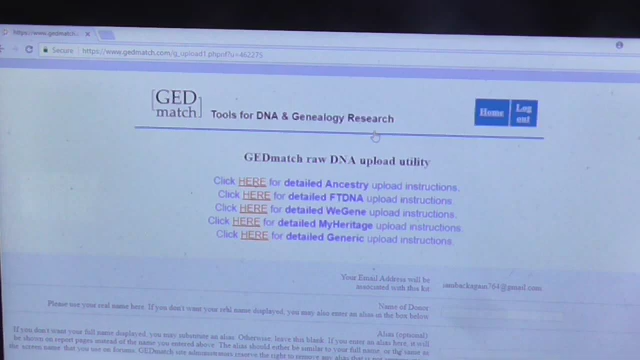 https://www.gedmatch.c
Secure https://www.gedmatch.com/g_upload1.php
GED
match
Tools for DNA & Genealogy Research
Home
Log
out
GEDmatch raw DNA upload utility
Click HERE for detailed Ancestry upload instructions.
Click HERE for detailed FTDNA upload instructions.
Click HERE for detailed WeGene upload instructions.
Click HERE for detailed MyHeritage upload instructions.
Click HERE for detailed Generic upload instructions.
Your Email Address will be
associated with this kit
Name of Donor
Please use your real name here. If you don't want your real name displayed, you may also enter an alias in the box below
Alias (optional)
If you don't want your full name displayed, you may substitute an alias. Otherwise, leave this blank. If you enter an alias here, it will
be shown on report pages instead of the name you entered above. The alias should either be similar to your full name, or the same as
the screen name that you use on forums. GEDmatch site administrators reserve the right to remove any alias that is not